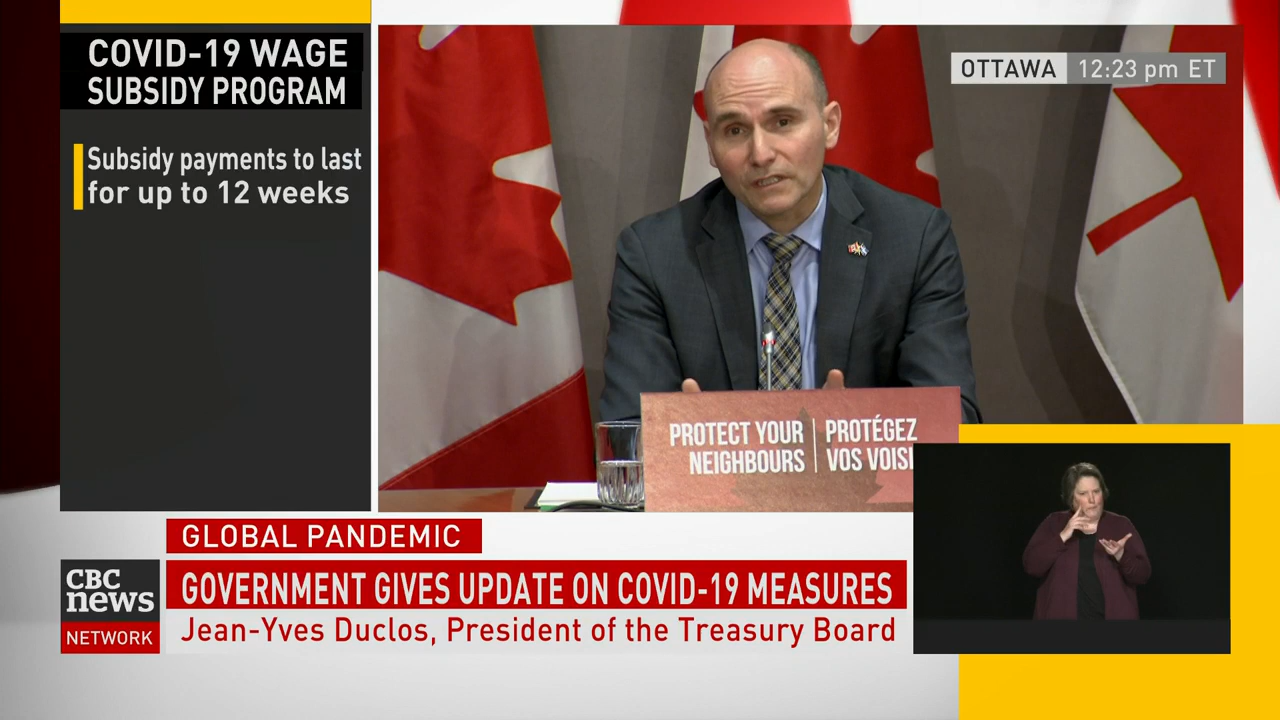 COVID-19 WAGE
SUBSIDY PROGRAM
Subsidy payments to last
for up to 12 weeks
OTTAWA 12:23 pm ET
PROTECT YOUR
NEIGHBOURS
PROTÉGEZ
VOS VOISI
GLOBAL PANDEMIC
CBC
news
NETWORK
GOVERNMENT GIVES UPDATE ON COVID-19 MEASURES
Jean-Yves Duclos, President of the Treasury Board